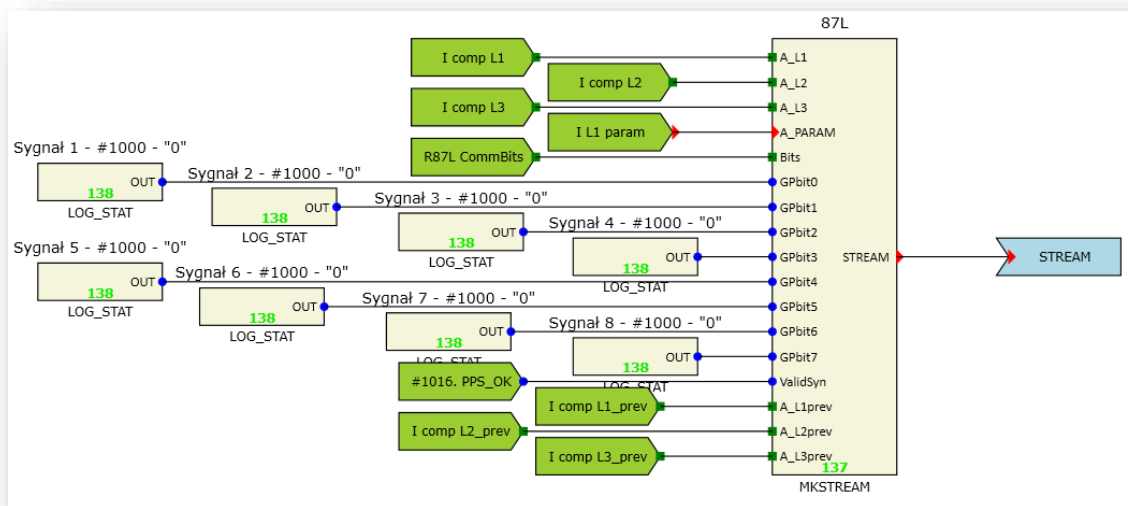 87L
I comp L1
A_L1
I comp L2
A_L2
I comp L3
A_L3
I L1 param
A_PARAM
R87L CommBits
Bits
Sygnał 1 - #1000 - "0"
OUT
138
LOG_STAT
GPbit0
Sygnał 2 - #1000 - "0"
OUT
138
LOG_STAT
GPbit1
Sygnał 3 - #1000 - "0"
OUT
138
LOG_STAT
GPbit2
Sygnał 4 - #1000 - "0"
OUT
138
LOG_STAT
GPbit3
STREAM
STREAM
Sygnał 5 - #1000 - "0"
OUT
138
LOG_STAT
GPbit4
Sygnał 6 - #1000 - "0"
OUT
138
LOG_STAT
GPbit5
Sygnał 7 - #1000 - "0"
OUT
138
LOG_STAT
GPbit6
Sygnał 8 - #1000 - "0"
OUT
138
LOG_STAT
GPbit7
#1016. PPS_OK
ValidSyn
I comp L1_prev
A_L1prev
I comp L2_prev
A_L2prev
I comp L3_prev
A_L3prev
137
MKSTREAM